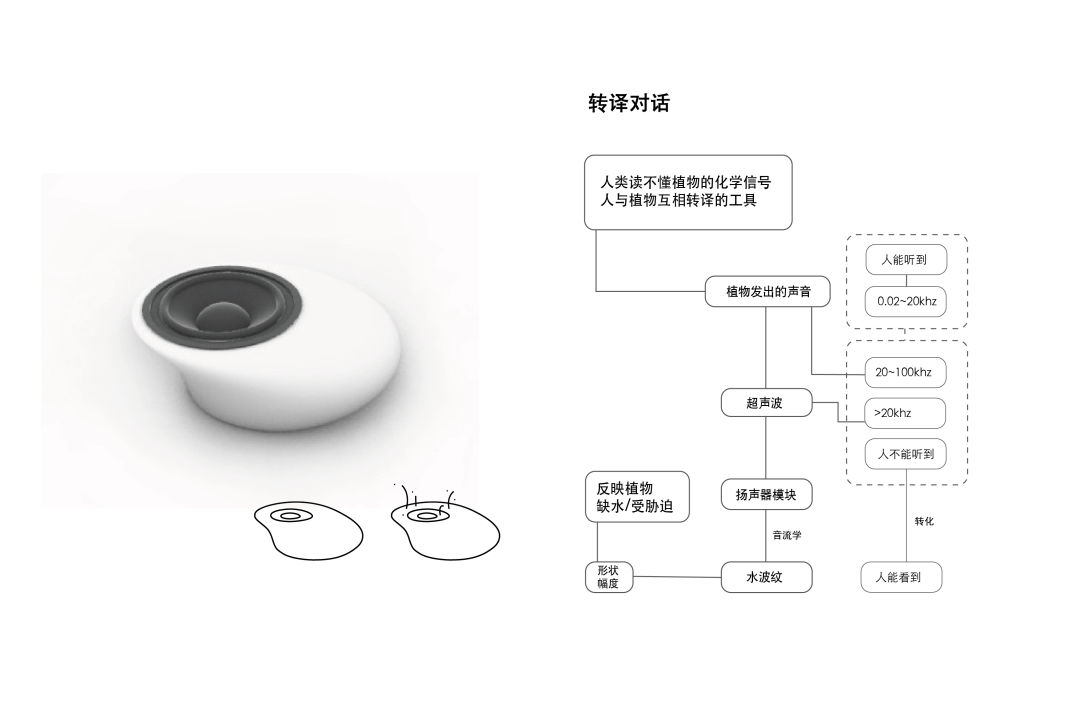 转译对话
人类读不懂植物的化学信号
人与植物互相转译的工具
植物发出的声音
人能听到
0.02~20khz
20~100khz
超声波
>20khz
人不能听到
反映植物
缺水/受胁迫
扬声器模块
转化
音流学
形状
幅度
水波纹
人能看到